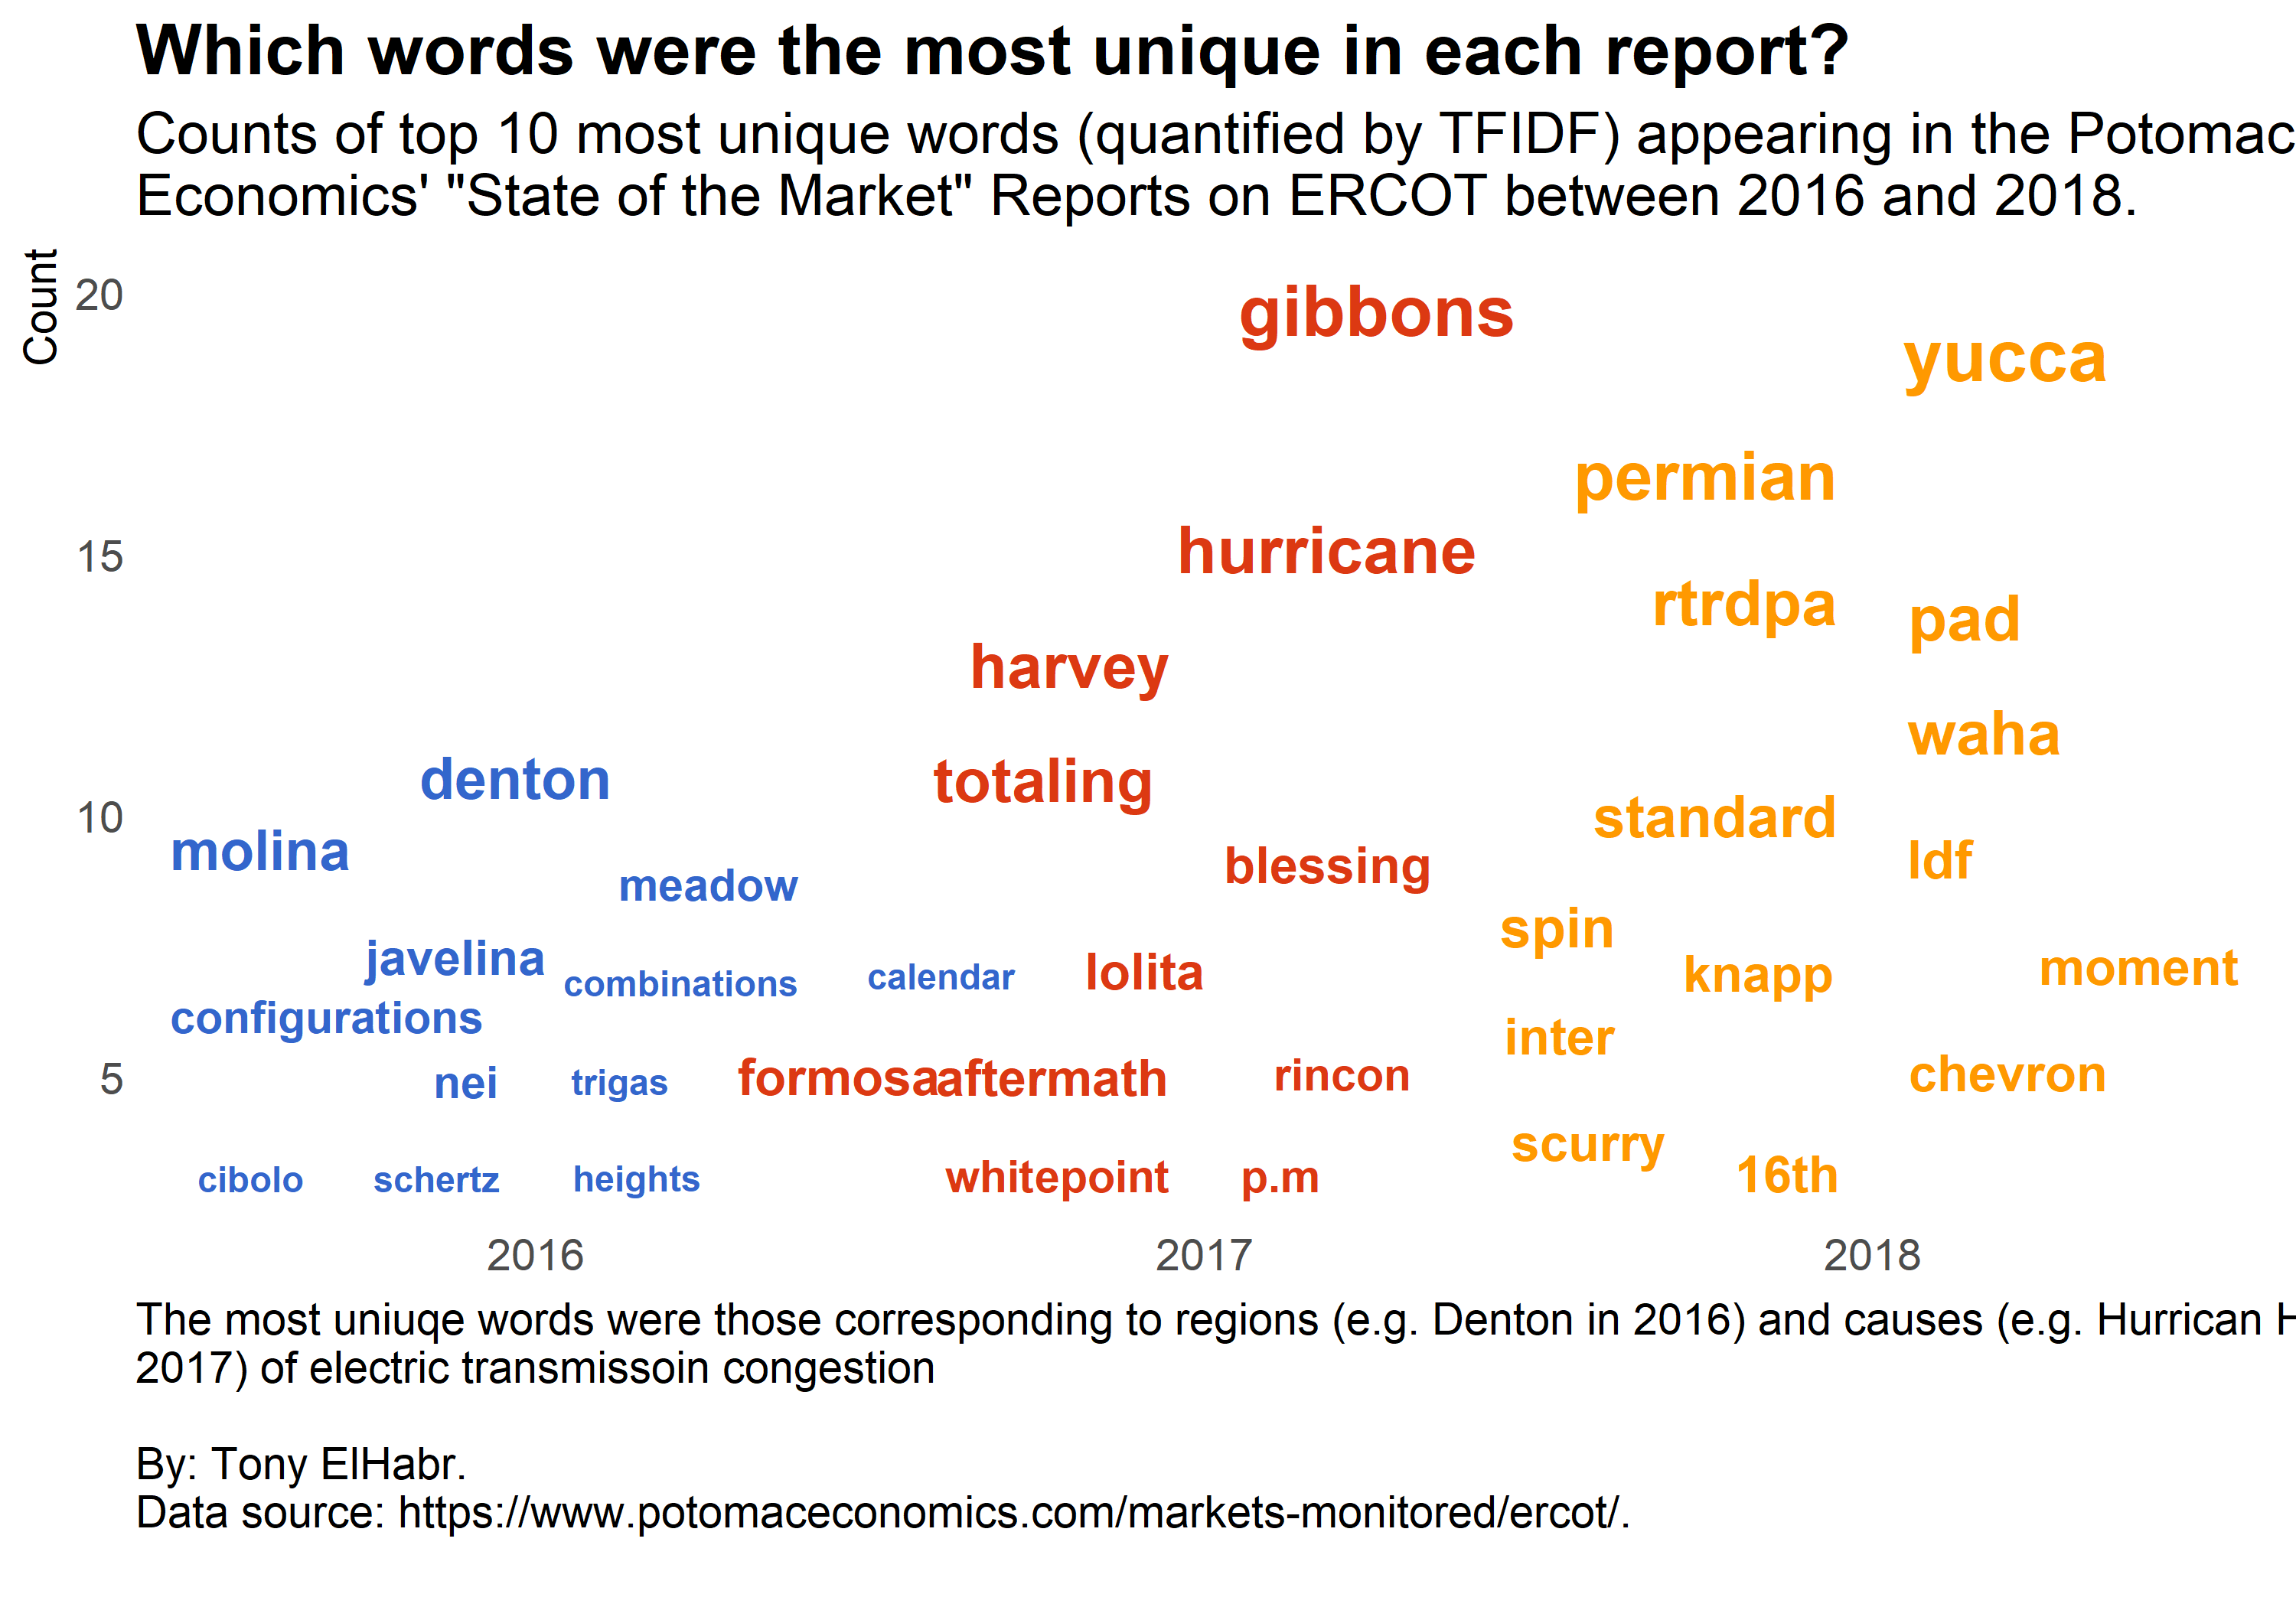 Which words were the most unique in each report?
Counts of top 10 most unique words (quantified by TFIDF) appearing in the Potomac
Economics' "State of the Market" Reports on ERCOT between 2016 and 2018.
Count
20
gibbons
yucca
permian
15
hurricane
rtrdpa
pad
harvey
waha
denton
totaling
10
standard
molina
meadow
blessing
ldf
spin
javelina
combinations
calendar
lolita
knapp
moment
configurations
inter
5
nei
trigas
formosa
aftermath
rincon
chevron
scurry
cibolo
schertz
heights
whitepoint
p.m
16th
2016
2017
2018
The most uniuqe words were those corresponding to regions (e.g. Denton in 2016) and causes (e.g. Hurrican H
2017) of electric transmissoin congestion
By: Tony ElHabr.
Data source: https://www.potomaceconomics.com/markets-monitored/ercot/.